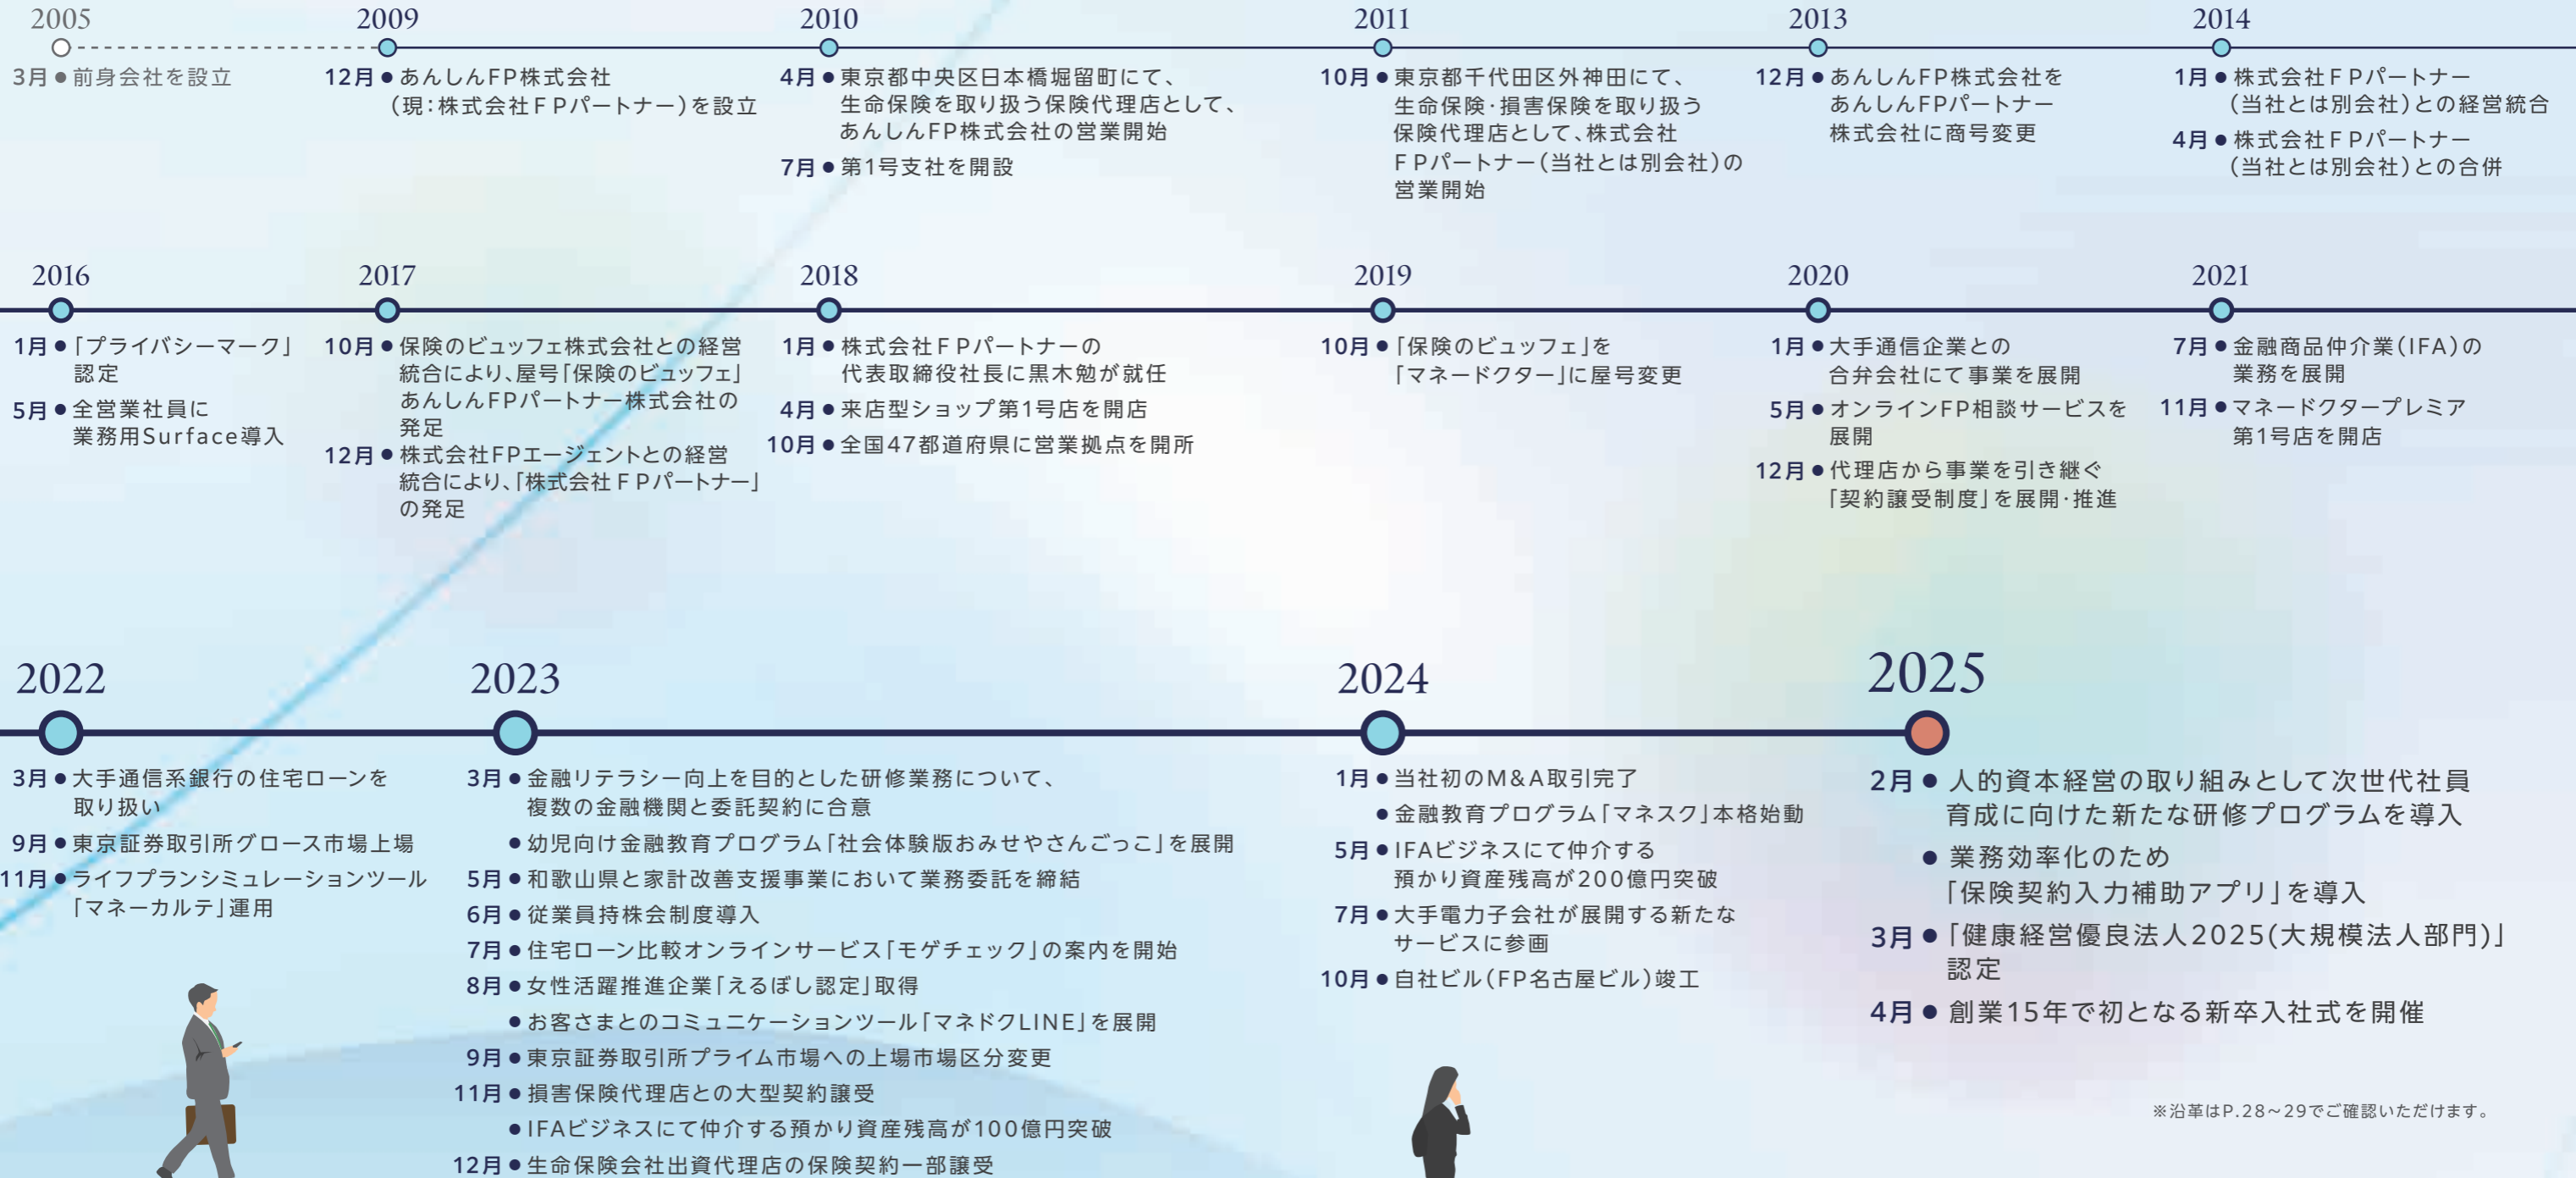 2005
3月 ● 前身会社を設立
2009
12月 ● あんしんFP株式会社
（現：株式会社ＦＰパートナー）を設立
2010
4月 ● 東京都中央区日本橋堀留町にて、
生命保険を取り扱う保険代理店として、
あんしんFP株式会社の営業開始
7月 ● 第1号支社を開設
2011
10月 ● 東京都千代田区外神田にて、
生命保険・損害保険を取り扱う
保険代理店として、株式会社
ＦＰパートナー（当社とは別会社）の
営業開始
2013
12月 ● あんしんFP株式会社を
あんしんFPパートナー
株式会社に商号変更
2014
1月 ● 株式会社ＦＰパートナー
（当社とは別会社）との経営統合
4月 ● 株式会社ＦＰパートナー
（当社とは別会社）との合併
2016
1月 ● 「プライバシーマーク」
認定
5月 ● 全営業社員に
業務用Surface導入
2017
10月 ● 保険のビュッフェ株式会社との経営
統合により、屋号「保険のビュッフェ」
あんしんFPパートナー株式会社の
発足
12月 ● 株式会社FPエージェントとの経営
統合により、「株式会社ＦＰパートナー」
の発足
2018
1月 ● 株式会社ＦＰパートナーの
代表取締役社長に黒木勉が就任
4月 ● 来店型ショップ第1号店を開店
10月 ● 全国47都道府県に営業拠点を開所
2019
10月 ● 「保険のビュッフェ」を
「マネードクター」に屋号変更
2020
1月 ● 大手通信企業との
合弁会社にて事業を展開
5月 ● オンラインFP相談サービスを
展開
12月 ● 代理店から事業を引き継ぐ
「契約譲受制度」を展開・推進
2021
7月 ● 金融商品仲介業（IFA）の
業務を展開
11月 ● マネードクタープレミア
第1号店を開店
2022
3月 ● 大手通信系銀行の住宅ローンを
取り扱い
9月 ● 東京証券取引所グロース市場上場
11月 ● ライフプランシミュレーションツール
「マネーカルテ」運用
2023
3月 ● 金融リテラシー向上を目的とした研修業務について、
複数の金融機関と委託契約に合意
● 幼児向け金融教育プログラム「社会体験版おみせやさんごっこ」を展開
5月 ● 和歌山県と家計改善支援事業において業務委託を締結
6月 ● 従業員持株会制度導入
7月 ● 住宅ローン比較オンラインサービス「モゲチェック」の案内を開始
8月 ● 女性活躍推進企業「えるぼし認定」取得
● お客さまとのコミュニケーションツール「マネドクLINE」を展開
9月 ● 東京証券取引所プライム市場への上場市場区分変更
11月 ● 損害保険代理店との大型契約譲受
● IFAビジネスにて仲介する預かり資産残高が100億円突破
12月 ● 生命保険会社出資代理店の保険契約一部譲受
2024
1月 ● 当社初のM&A取引完了
● 金融教育プログラム「マネスク」本格始動
5月 ● IFAビジネスにて仲介する
預かり資産残高が200億円突破
7月 ● 大手電力子会社が展開する新たな
サービスに参画
10月 ● 自社ビル（FP名古屋ビル）竣工
2025
2月 ● 人的資本経営の取り組みとして次世代社員
育成に向けた新たな研修プログラムを導入
● 業務効率化のため
「保険契約入力補助アプリ」を導入
3月 ● 「健康経営優良法人2025(大規模法人部門)」
認定
4月 ● 創業15年で初となる新卒入社式を開催
※沿革はP.28～29でご確認いただけます。